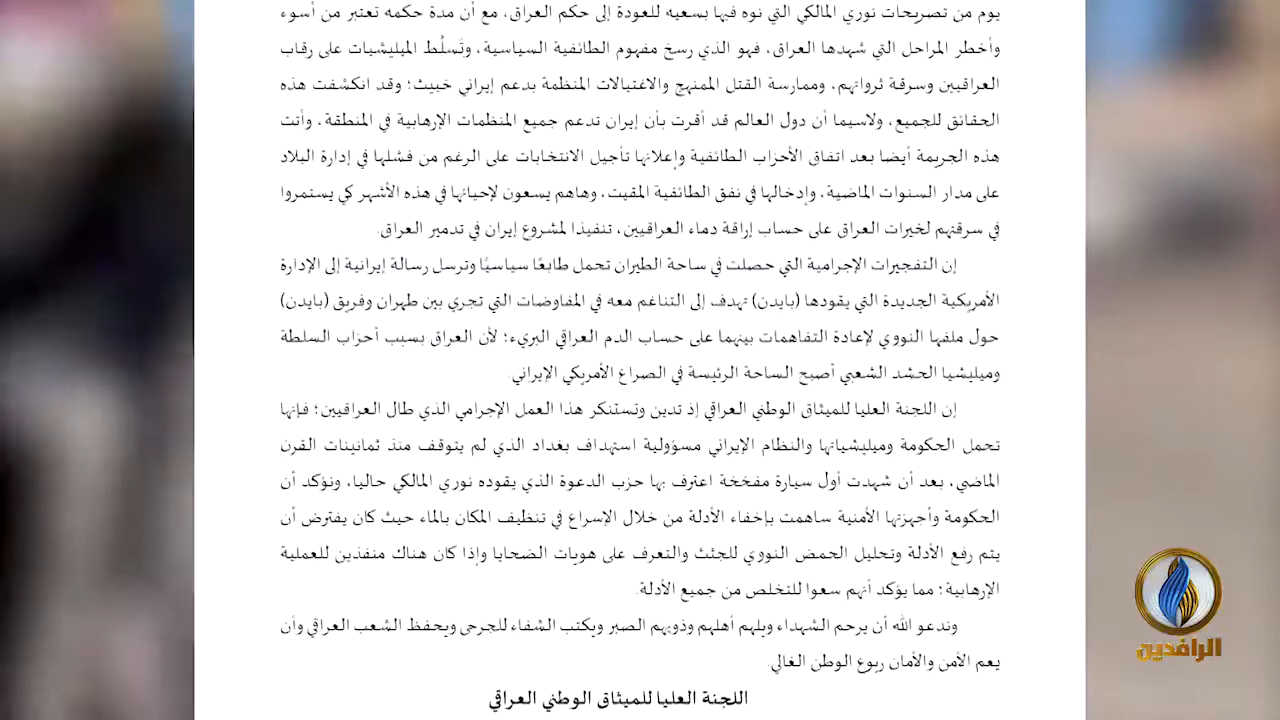 يوم من تصريحات نوري المالكي التي نوه فيها بسعيه للعودة إلى حكم العراق، مع أن مدة حكمه تعتبر من أسوء
وأخطر المراحل التي شهدها العراق، فهو الذي رسخ مفهوم الطائفية السياسية، وتَسلُط الميليشيات على رقاب
العراقيين وسرقة ثرواتهم، وممارسة القتل الممنهج والاغتيالات المنظمة بدعم إيراني خبيث؛ وقد انكشفت هذه
الحقائق للجميع، ولاسيما أن دول العالم قد أقرت بأن إيران تدعم جميع المنظمات الإرهابية في المنطقة، وأتت
هذه الجريمة أيضا بعد اتفاق الأحزاب الطائفية وإعلانها تأجيل الانتخابات على الرغم من فشلها في إدارة البلاد
على مدار السنوات الماضية، وإدخالها في نفق الطائفية المقيت، وهاهم يسعون لإحيائها في هذه الأشهر كي يستمروا
في سرقتهم لخيرات العراق على حساب إراقة دماء العراقيين، تنفيذا لمشروع إيران في تدمير العراق.
إن التفجيرات الإجرامية التي حصلت في ساحة الطيران تحمل طابعًا سياسيًا وترسل رسالة إيرانية إلى الإدارة
الأمريكية الجديدة التي يقودها (بايدن) تهدف إلى التناغم معه في المفاوضات التي تجري بين طهران وفريق (بايدن)
حول ملفها النووي لإعادة التفاهمات بينهما على حساب الدم العراقي البريء؛ لأن العراق بسبب أحزاب السلطة
وميليشيا الحشد الشعبي أصبح الساحة الرئيسة في الصراع الأمريكي الإيراني.
إن اللجنة العليا للميثاق الوطني العراقي إذ تدين وتستنكر هذا العمل الإجرامي الذي طال العراقيين؛ فإنها
تحمل الحكومة وميليشياتها والنظام الإيراني مسؤولية استهداف بغداد الذي لم يتوقف منذ ثمانينات القرن
الماضي، بعد أن شهدت أول سيارة مفخخة اعترف بها حزب الدعوة الذي يقوده نوري المالكي حاليا، ونؤكد أن
الحكومة وأجهزتها الأمنية ساهمت بإخفاء الأدلة من خلال الإسراع في تنظيف المكان بالماء حيث كان يفترض أن
يتم رفع الأدلة وتحليل الحمض النووي للجثث والتعرف على هويات الضحايا وإذا كان هناك منفذين للعملية
الإرهابية؛ مما يؤكد أنهم سعوا للتخلص من جميع الأدلة.
وندعو الله أن يرحم الشهداء ويلهم أهلهم وذويهم الصبر ويكتب الشفاء للجرحى ويحفظ الشعب العراقي وأن
يعم الأمن والأمان ربوع الوطن الغالي.
اللجنة العليا للميثاق الوطني العراقي
الرافدين